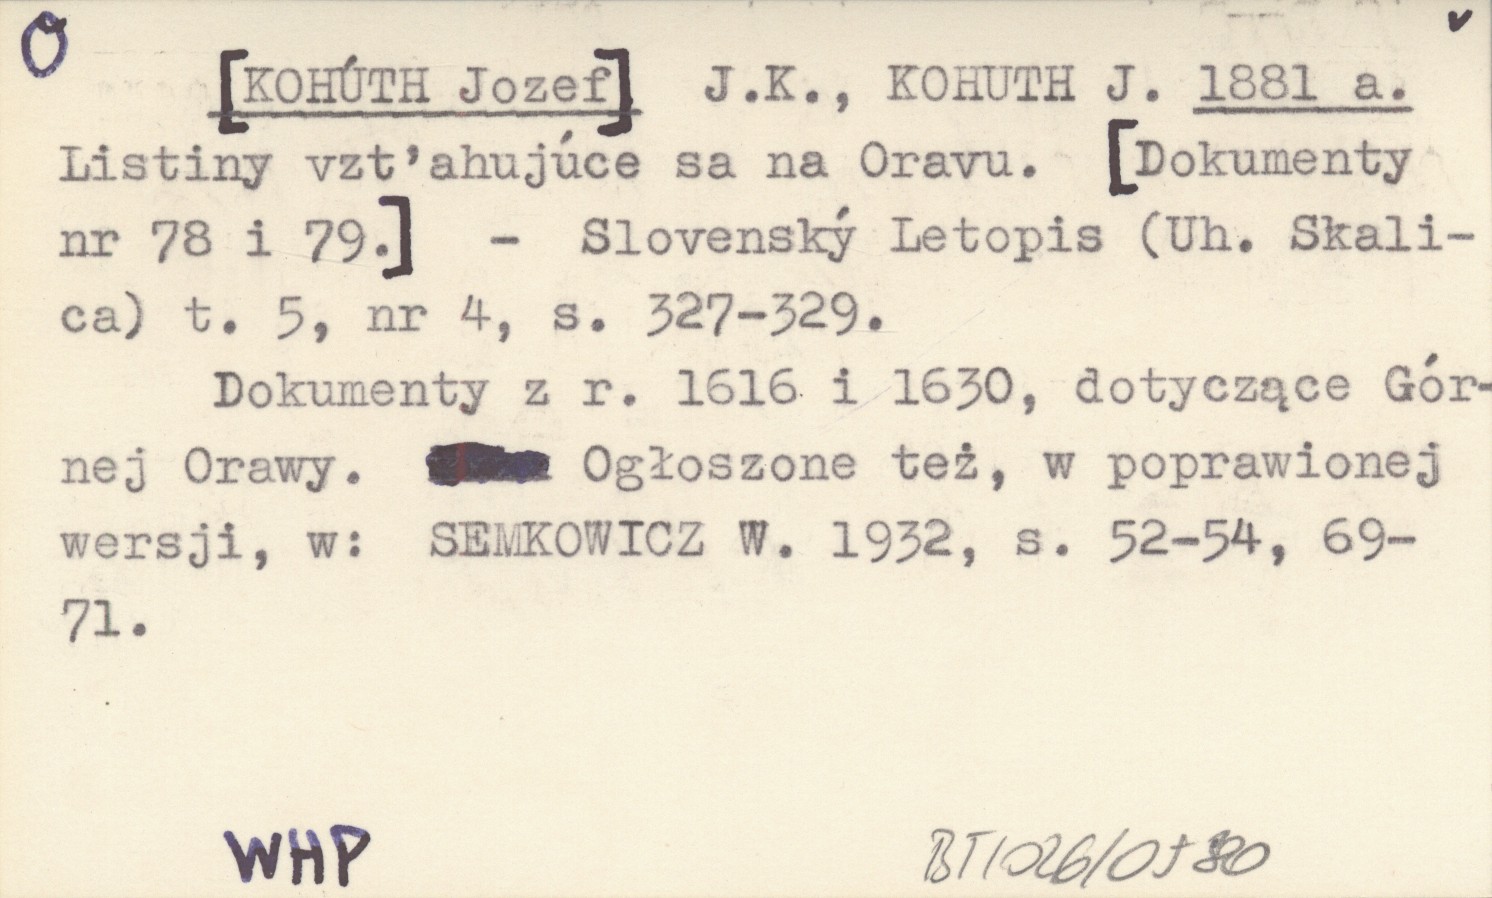 O
[KOHÚTH Jozef] J.K., KOHUTH J. 1881 a.
Listiny vzt'ahujúce sa na Oravu. [Dokumenty
nr 78 i 79.] - Slovenský Letopis (Uh. Skali-
ca) t. 5, nr 4, s. 327-329.
Dokumenty z r. 1616 i 1630, dotyczące Gór-
nej Orawy. Ogłoszone też, w poprawionej
wersji, w: SEMKOWICZ W. 1932, s. 52-54, 69-
71.
WHP